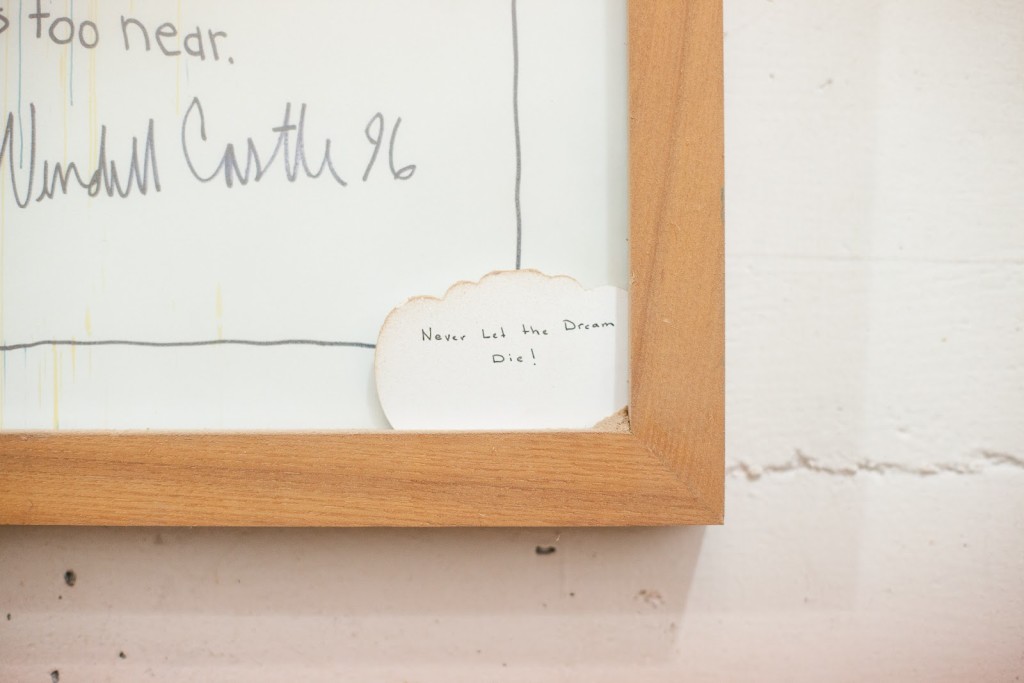 too near.
Wendell Castle 96
Never Let the Dream
Die!